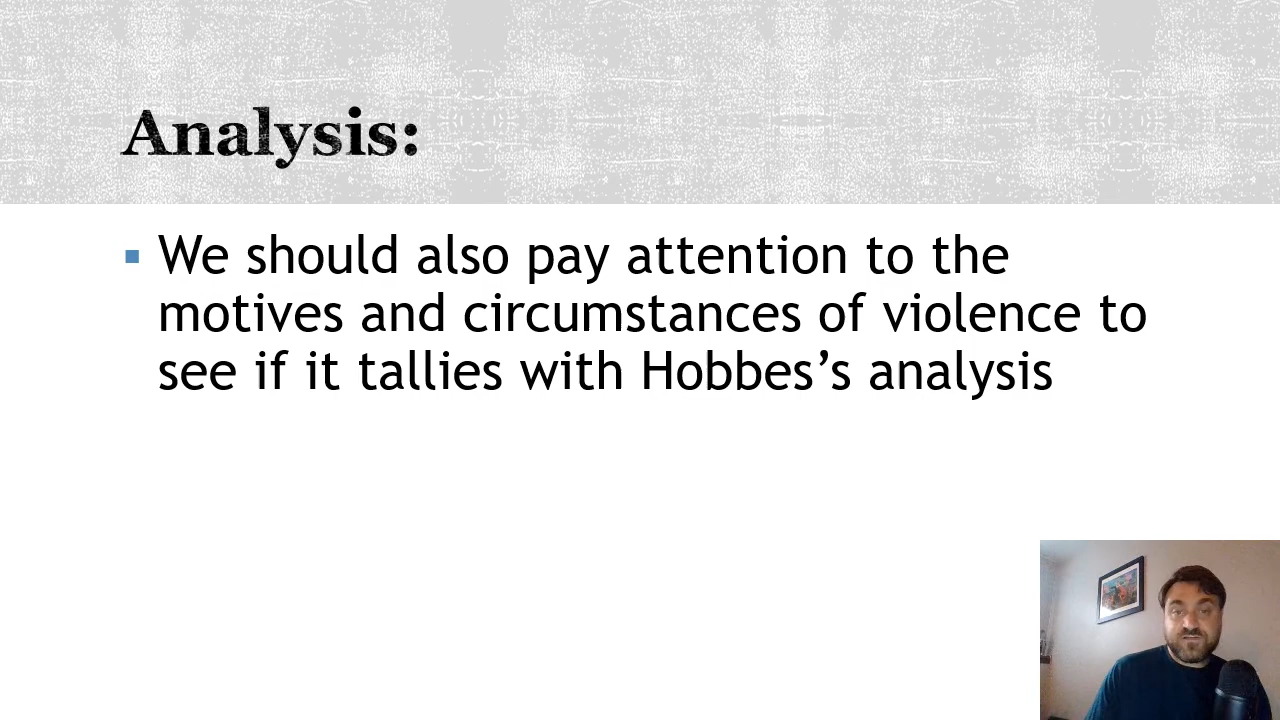 Analysis:
We should also pay attention to the
motives and circumstances of violence to
see if it tallies with Hobbes’s analysis